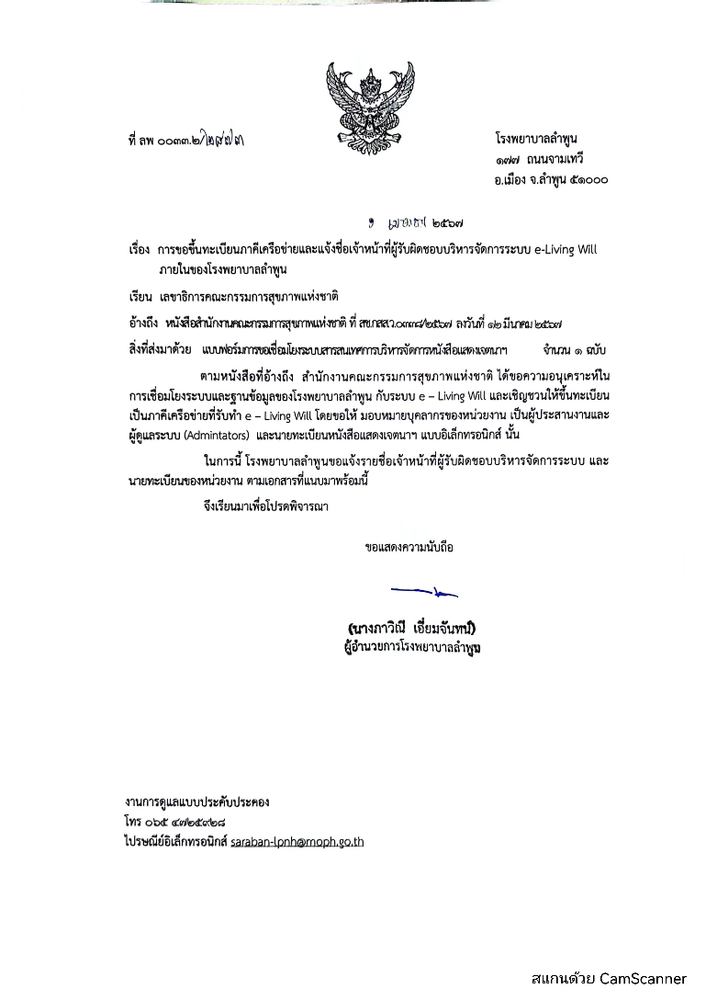 ที่ ลพ ๐๐๓๓.๒/๒๘๗๓
โรงพยาบาลลำพูน
๑๗๗ ถนนจามเทวี
อ.เมือง จ.ลำพูน ๕๑๐๐๐
เมษายน ๒๕๖๗
เรื่อง การขอขึ้นทะเบียนภาคีเครือข่ายและแจ้งชื่อเจ้าหน้าที่ผู้รับผิดชอบบริหารจัดการระบบ e-Living Will
ภายในของโรงพยาบาลลำพูน
เรียน เลขาธิการคณะกรรมการสุขภาพแห่งชาติ
อ้างถึง หนังสือสำนักงานคณะกรรมการสุขภาพแห่งชาติ ที่ สช.กสสว.๐๓๓๘/๒๕๖๗ ลงวันที่ ๑๒ มีนาคม ๒๕๖๗
สิ่งที่ส่งมาด้วย แบบฟอร์มการขอเชื่อมโยงระบบสารสนเทศการบริหารจัดการหนังสือแสดงเจตนาฯ จำนวน ๑ ฉบับ
ตามหนังสือที่อ้างถึง สำนักงานคณะกรรมการสุขภาพแห่งชาติ ได้ขอความอนุเคราะห์ใน
การเชื่อมโยงระบบและฐานข้อมูลของโรงพยาบาลลำพูน กับระบบ e – Living Will และเชิญชวนให้ขึ้นทะเบียน
เป็นภาคีเครือข่ายที่รับทำ e – Living Will โดยขอให้ มอบหมายบุคลากรของหน่วยงาน เป็นผู้ประสานงานและ
ผู้ดูแลระบบ (Admintators) และนายทะเบียนหนังสือแสดงเจตนาฯ แบบอิเล็กทรอนิกส์ นั้น
ในการนี้ โรงพยาบาลลำพูนขอแจ้งรายชื่อเจ้าหน้าที่ผู้รับผิดชอบบริหารจัดการระบบ และ
นายทะเบียนของหน่วยงาน ตามเอกสารที่แนบมาพร้อมนี้
จึงเรียนมาเพื่อโปรดพิจารณา
ขอแสดงความนับถือ
(นางภาวิณี เอี่ยมจันทน์)
ผู้อำนวยการโรงพยาบาลลำพูน
งานการดูแลแบบประคับประคอง
โทร ๐๖๕ ๔๗๒๕๙๒๘
ไปรษณีย์อิเล็กทรอนิกส์ saraban-lpnh@moph.go.th
สแกนด้วย CamScanner